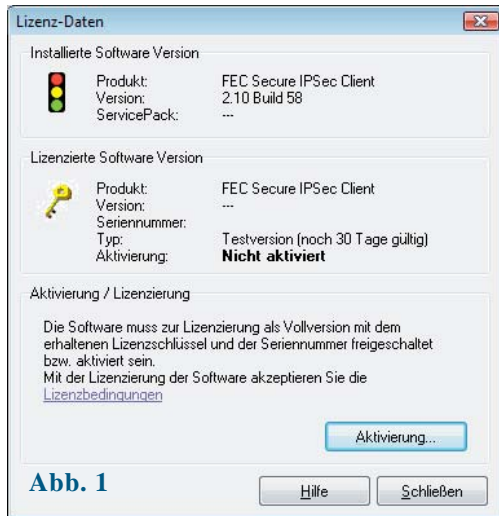 Lizenz-Daten
Installierte Software Version
Produkt: FEC Secure IPSec Client
Version: 2.10 Build 58
ServicePack: ---
Lizenzierte Software Version
Produkt: FEC Secure IPSec Client
Version: ---
Seriennummer:
Typ: Testversion (noch 30 Tage gültig)
Aktivierung: Nicht aktiviert
Aktivierung / Lizenzierung
Die Software muss zur Lizenzierung als Vollversion mit dem
erhaltenen Lizenzschlüssel und der Seriennummer freigeschaltet
bzw. aktiviert sein.
Mit der Lizenzierung der Software akzeptieren Sie die
Lizenzbedingungen
Aktivierung...
Abb. 1
Hilfe Schließen